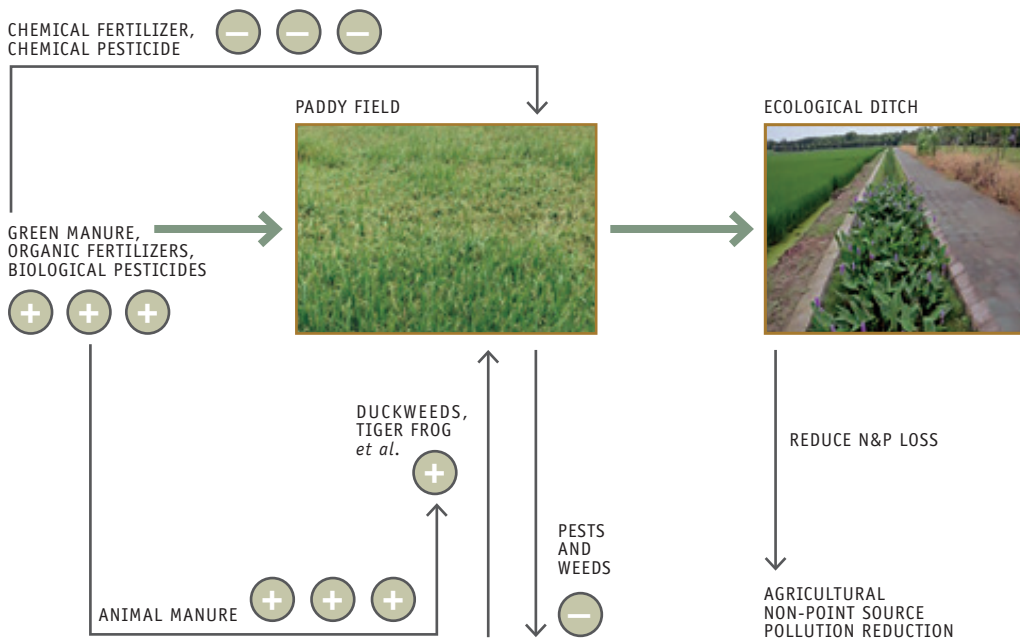 CHEMICAL FERTILIZER,
CHEMICAL PESTICIDE
PADDY FIELD
ECOLOGICAL DITCH
GREEN MANURE,
ORGANIC FERTILIZERS,
BIOLOGICAL PESTICIDES
DUCKWEEDS,
TIGER FROG
et al.
REDUCE N&P LOSS
PESTS
AND
WEEDS
ANIMAL MANURE
AGRICULTURAL
NON-POINT SOURCE
POLLUTION REDUCTION